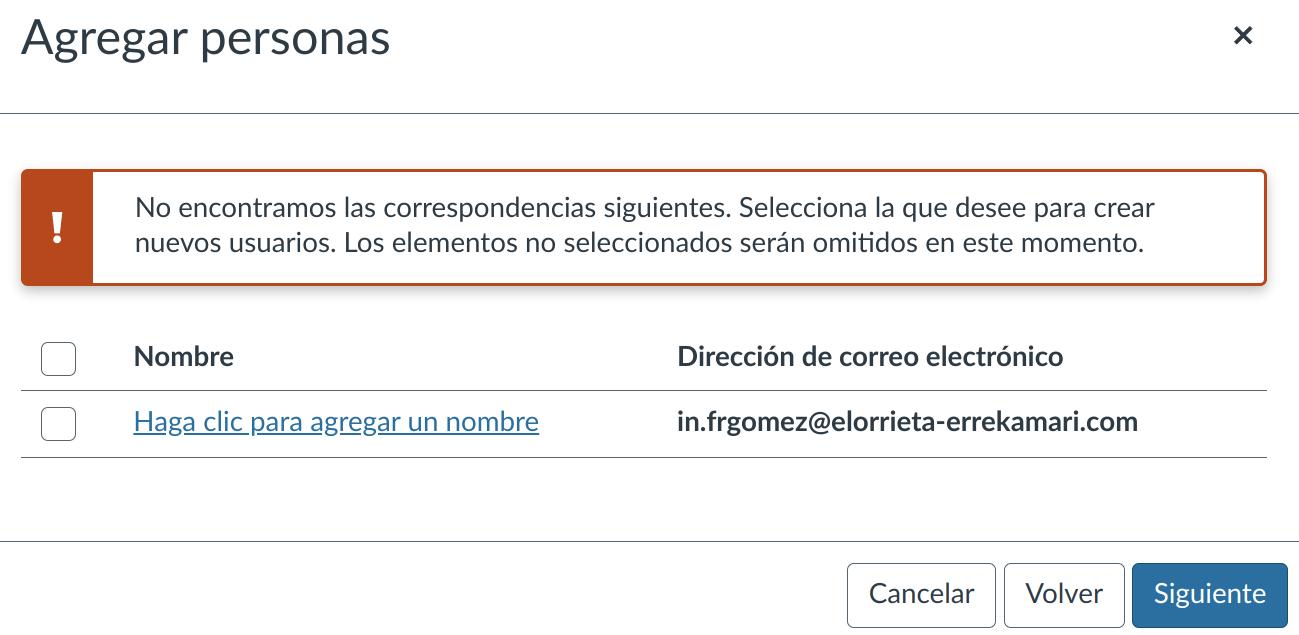 Agregar personas
No encontramos las correspondencias siguientes. Selecciona la que desee para crear
nuevos usuarios. Los elementos no seleccionados serán omitidos en este momento.
Nombre Dirección de correo electrónico
Haga clic para agregar un nombre in.frgomez@elorrieta-errekamari.com
Cancelar Volver Siguiente